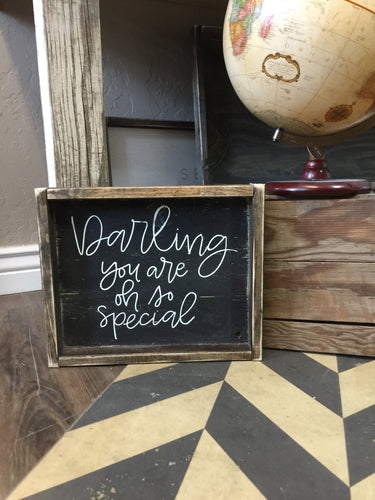 Darling
you are
oh so
special